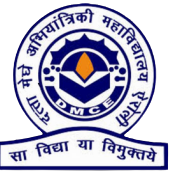 दत्ता मेघे अभियांत्रिकी महाविद्यालय ऐरोली
DMCE
सा विद्या या विमुक्तये